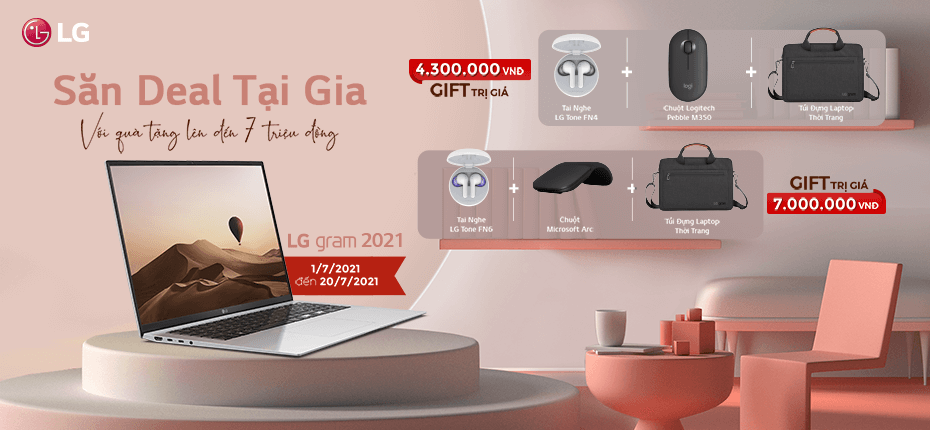 LG
Săn Deal Tại Gia
Với quà tặng lên đến 7 triệu đồng
4.300.000 VNĐ
GIFT TRỊ GIÁ
Tai Nghe
LG Tone FN4
+
Chuột Logitech
Pebble M350
+
Túi Đựng Laptop
Thời Trang
Tai Nghe
LG Tone FN6
+
Chuột
Microsoft Arc
+
Túi Đựng Laptop
Thời Trang
GIFT TRỊ GIÁ
7.000.000 VNĐ
LG gram 2021
1/7/2021
đến 20/7/2021